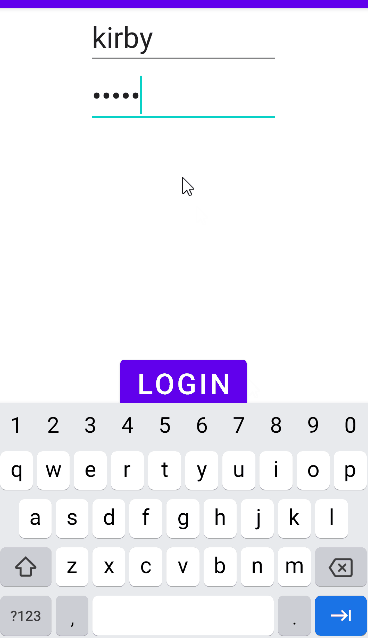 kirby
•••••
LOGIN
1 2 3 4 5 6 7 8 9 0
q w e r t y u i o p
a s d f g h j k l
z x c v b n m
?123 , .